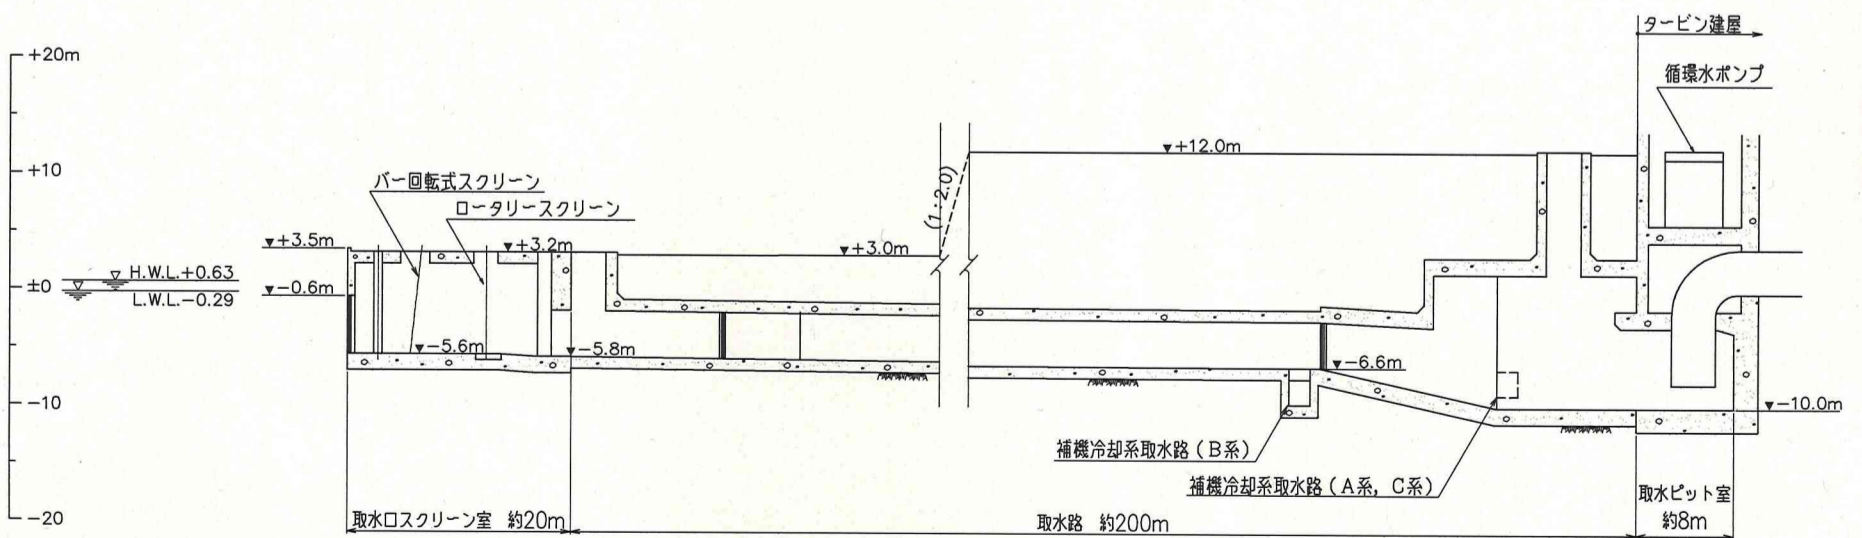 タービン建屋
循環水ポンプ
+20m
+10
±0
−10
−20
H.W.L.+0.63
L.W.L.−0.29
バー回転式スクリーン
ロータリースクリーン
▼+3.5m
▼−0.6m
▼+3.2m
▼−5.6m
▼−5.8m
▼+3.0m
(1:2.0)
▼+12.0m
▼−6.6m
▼−10.0m
補機冷却系取水路(B系)
補機冷却系取水路(A系,C系)
取水口スクリーン室 約20m
取水路 約200m
取水ピット室
約8m